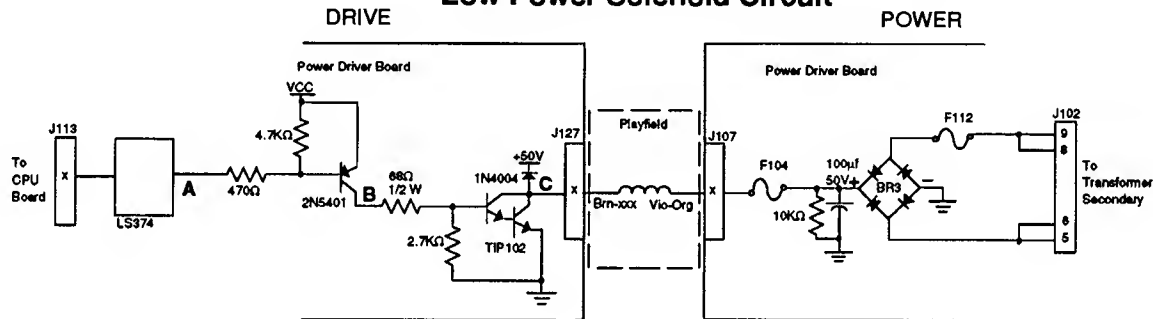 Low Power Solenoid Circuit
DRIVE
POWER
Power Driver Board
Power Driver Board
VCC
J113
4.7KΩ
To
CPU
Board
x
A
470Ω
LS374
2N5401
B
68Ω
1/2 W
2.7KΩ
1N4004
+50V
C
TIP102
J127
x
Playfield
Brn-xxx
Vio-Org
J107
x
F104
100µf
50V+
10KΩ
BR3
−
F112
J102
9
8
6
5
To
Transformer
Secondary